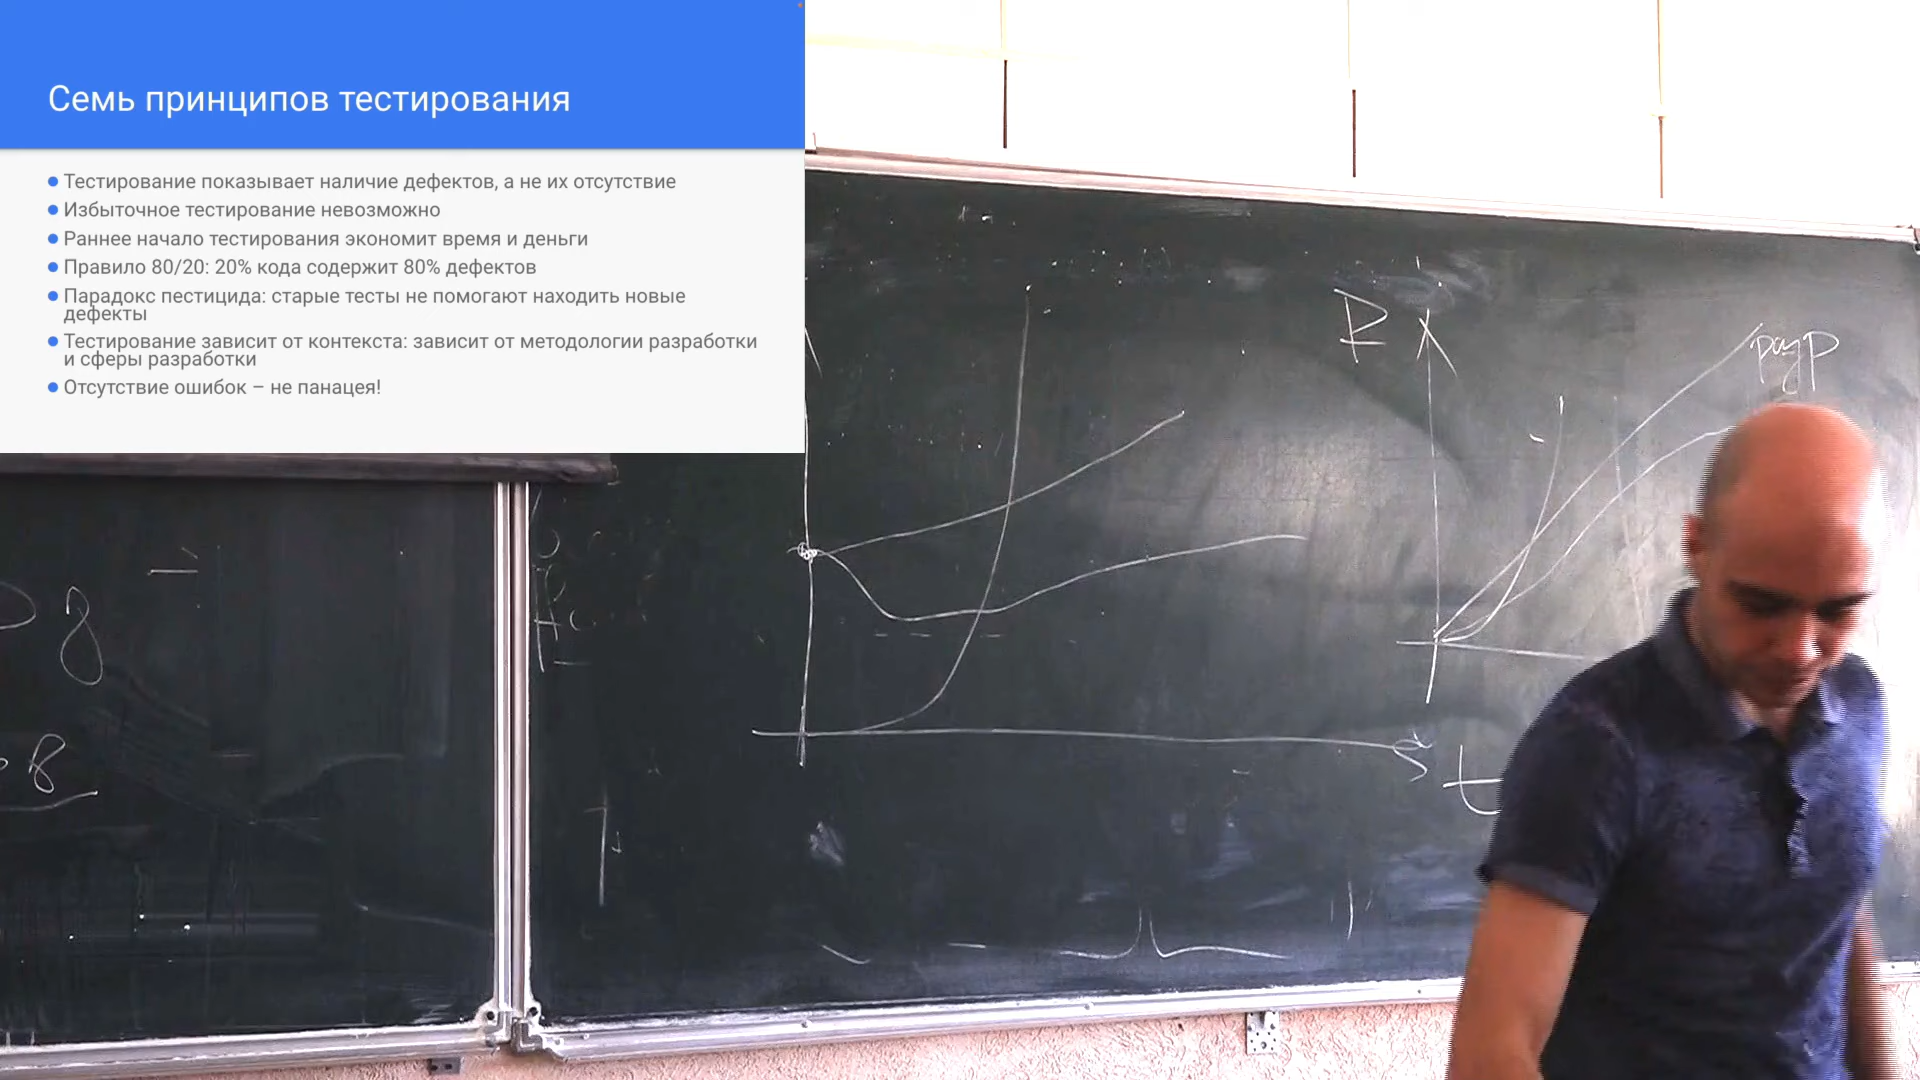 Семь принципов тестирования
Тестирование показывает наличие дефектов, а не их отсутствие
Избыточное тестирование невозможно
Раннее начало тестирования экономит время и деньги
Правило 80/20: 20% кода содержит 80% дефектов
Парадокс пестицида: старые тесты не помогают находить новые
дефекты
Тестирование зависит от контекста: зависит от методологии разработки
и сферы разработки
Отсутствие ошибок – не панацея!
t